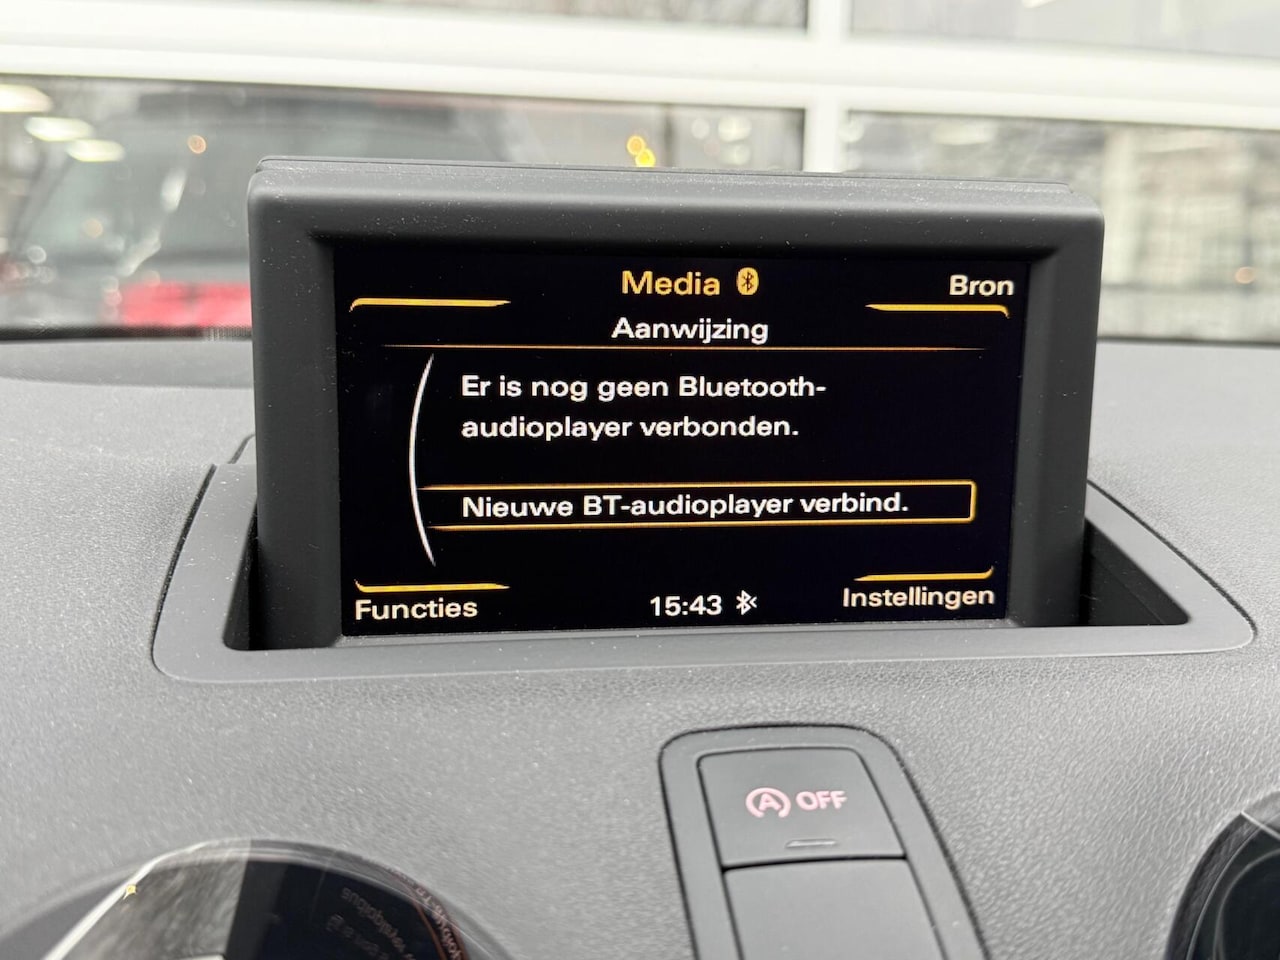 Media
Bron
Aanwijzing
Er is nog geen Bluetooth-
audioplayer verbonden.
Nieuwe BT-audioplayer verbind.
Functies
15:43
Instellingen
A OFF